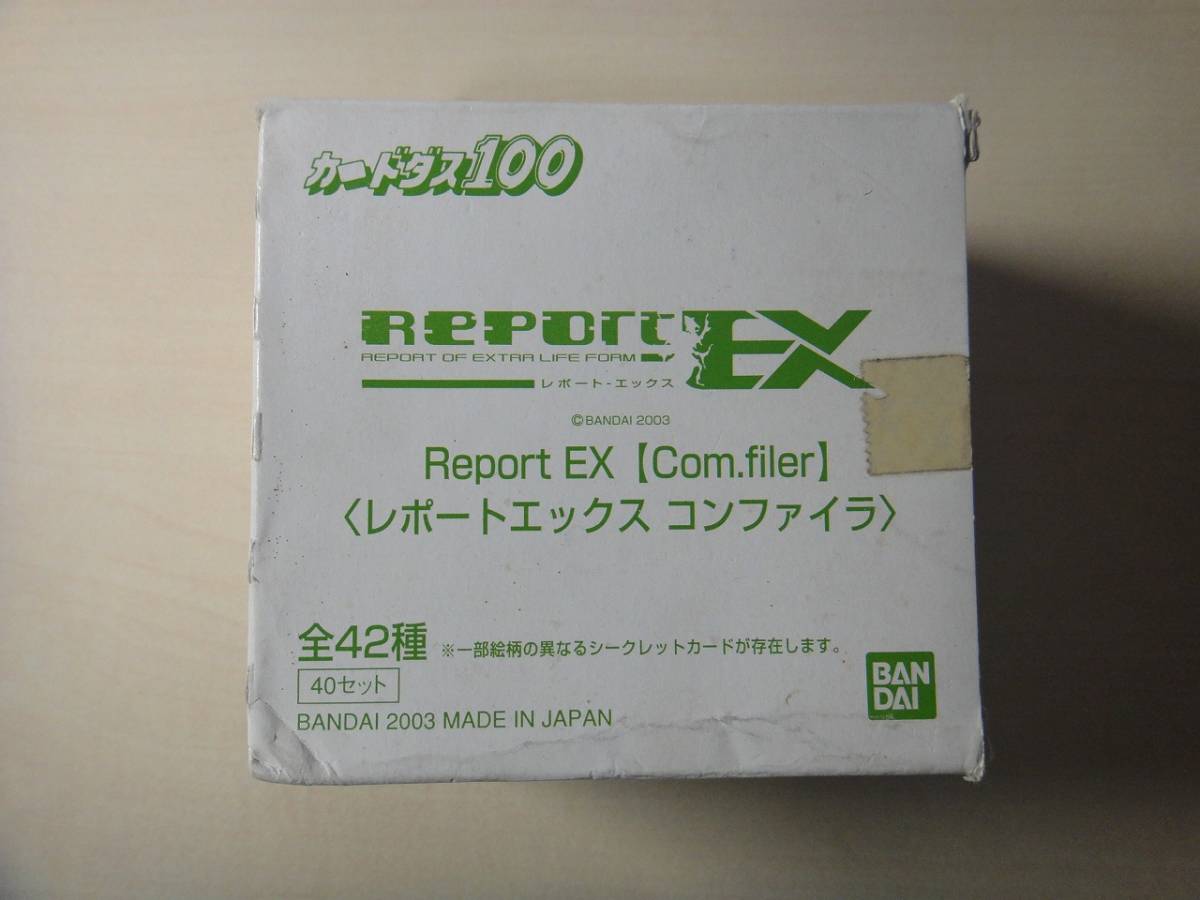 カードダス100
RePORT EX
REPORT OF EXTRA LIFE FORM
レポート-エックス
©BANDAI 2003
Report EX【Com.filer】
〈レポートエックス コンファイラ〉
全42種 ※一部絵柄の異なるシークレットカードが存在します。
40セット
BANDAI 2003 MADE IN JAPAN
BAN
DAI